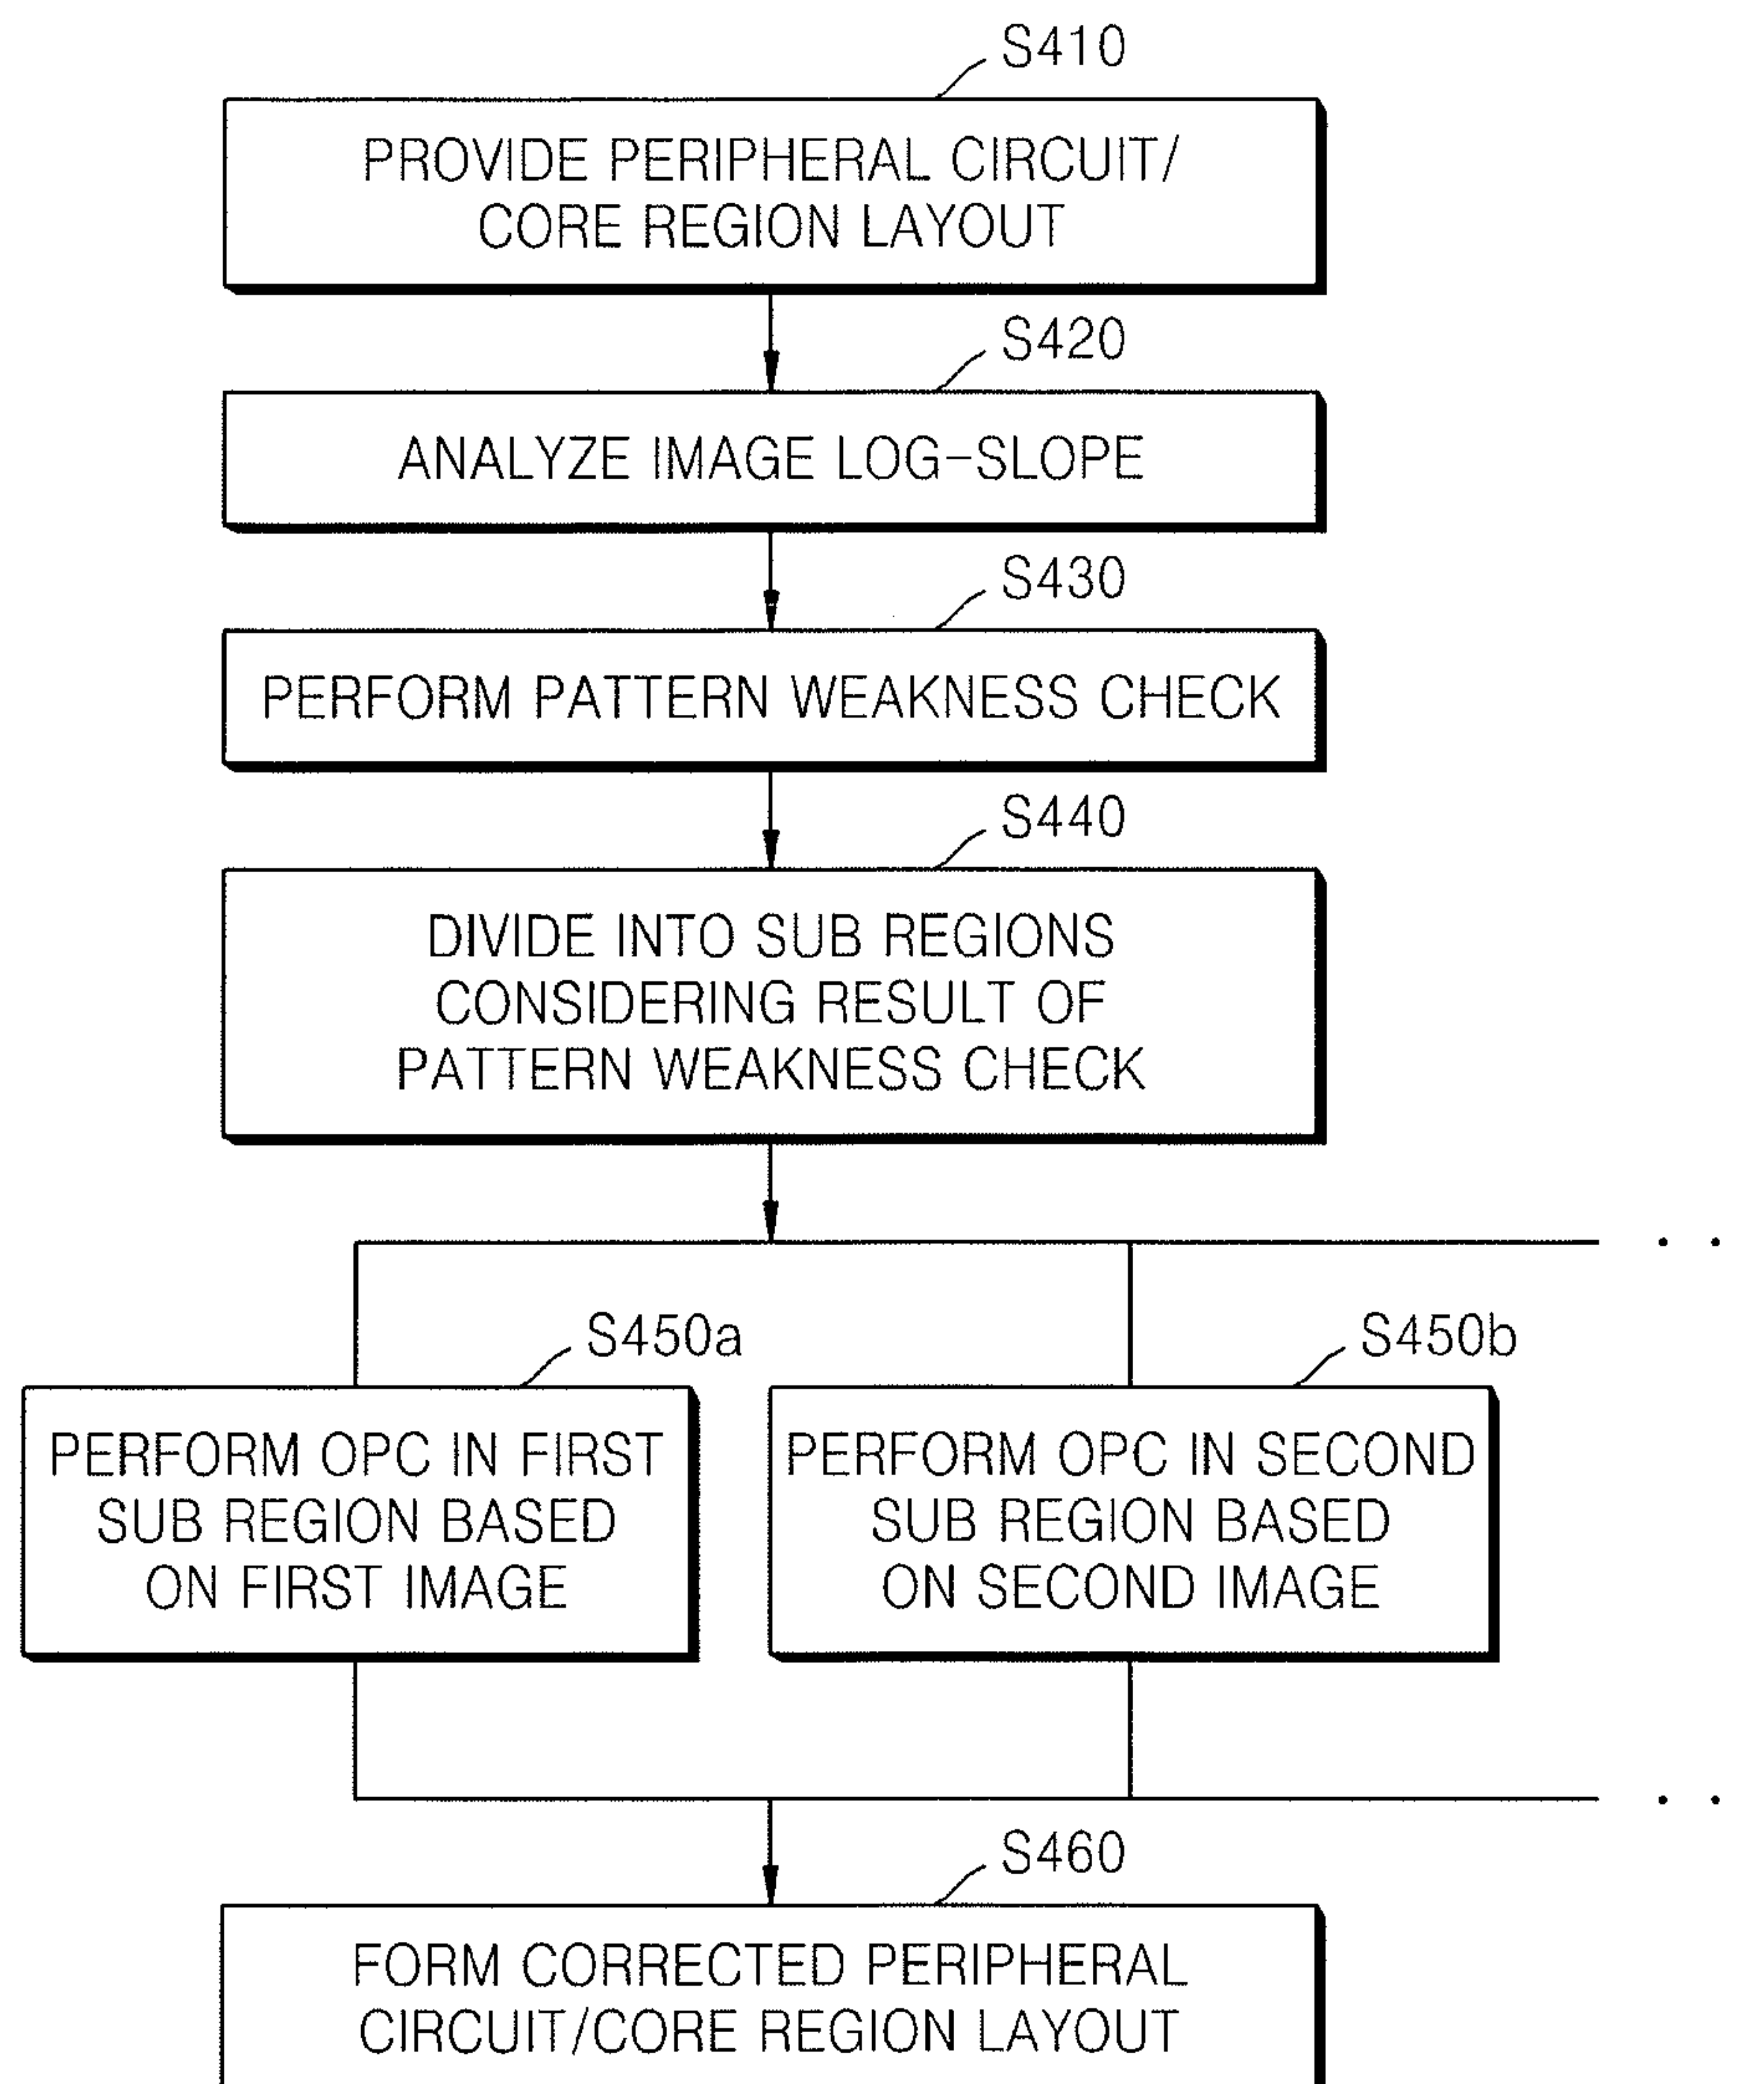 S410
PROVIDE PERIPHERAL CIRCUIT/
CORE REGION LAYOUT
S420
ANALYZE IMAGE LOG-SLOPE
S430
PERFORM PATTERN WEAKNESS CHECK
S440
DIVIDE INTO SUB REGIONS
CONSIDERING RESULT OF
PATTERN WEAKNESS CHECK
S450a
PERFORM OPC IN FIRST
SUB REGION BASED
ON FIRST IMAGE
S450b
PERFORM OPC IN SECOND
SUB REGION BASED
ON SECOND IMAGE
S460
FORM CORRECTED PERIPHERAL
CIRCUIT/CORE REGION LAYOUT